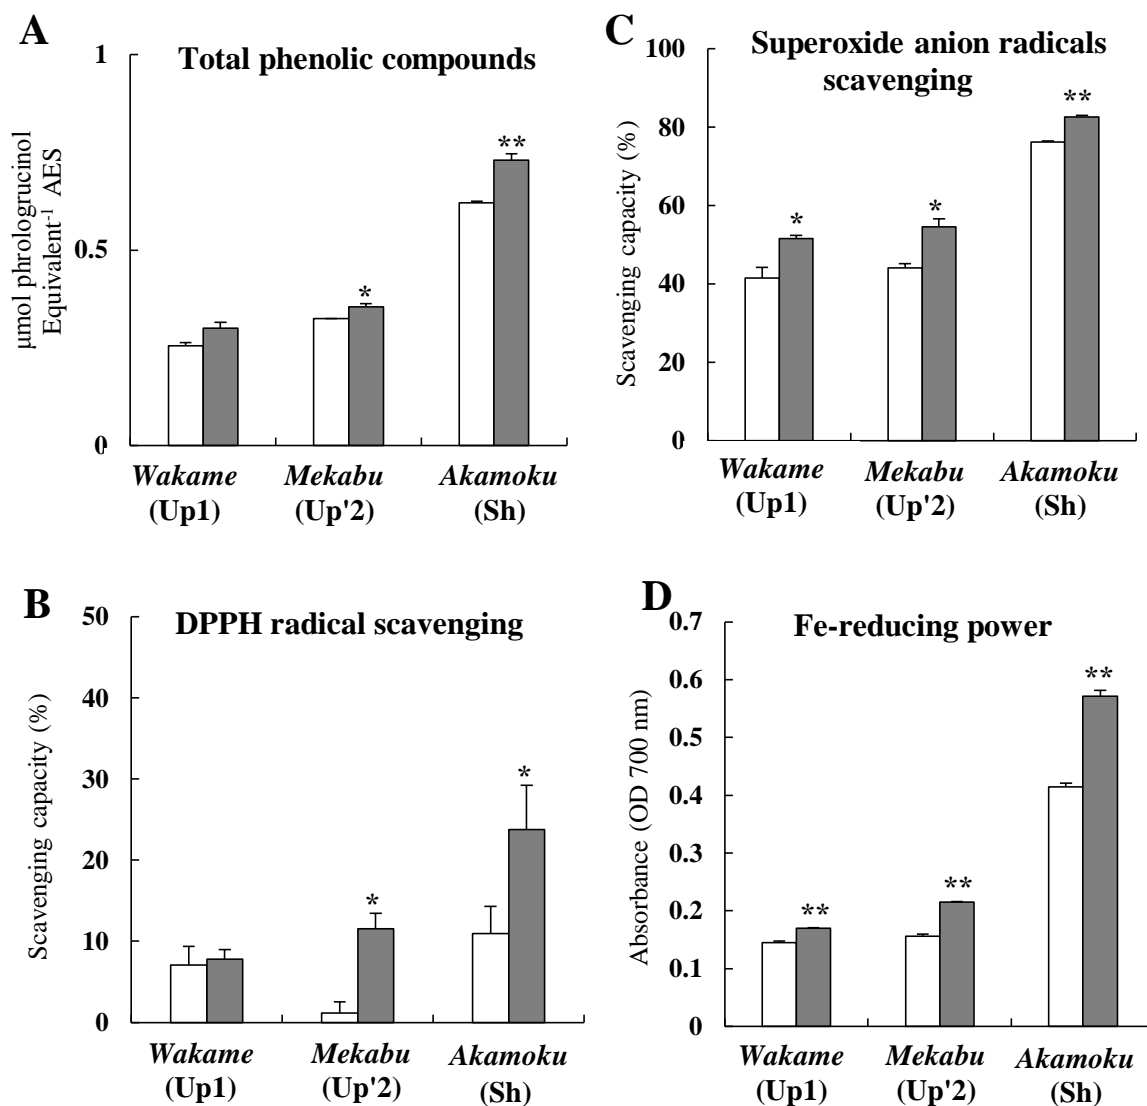 A
Total phenolic compounds
µmol phrologrucinol
Equivalent-1 AES
1
0.5
0
*
**
Wakame
(Up1)
Mekabu
(Up'2)
Akamoku
(Sh)
C
Superoxide anion radicals
scavenging
Scavenging capacity (%)
100
80
60
40
20
0
*
*
**
Wakame
(Up1)
Mekabu
(Up'2)
Akamoku
(Sh)
B
DPPH radical scavenging
Scavenging capacity (%)
50
40
30
20
10
0
*
*
Wakame
(Up1)
Mekabu
(Up'2)
Akamoku
(Sh)
D
Fe-reducing power
Absorbance (OD 700 nm)
0.7
0.6
0.5
0.4
0.3
0.2
0.1
0
**
**
**
Wakame
(Up1)
Mekabu
(Up'2)
Akamoku
(Sh)